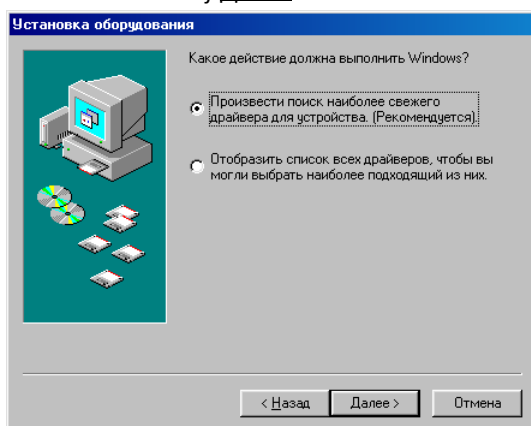 Установка оборудования
Какое действие должна выполнить Windows?
Произвести поиск наиболее свежего
драйвера для устройства. (Рекомендуется).
Отобразить список всех драйверов, чтобы вы
могли выбрать наиболее подходящий из них.
< Назад Далее > Отмена